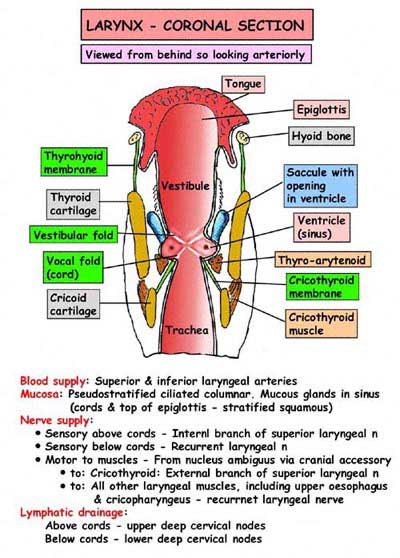 LARYNX - CORONAL SECTION
Viewed from behind so looking arteriorly
Tongue
Epiglottis
Hyoid bone
Thyrohyoid
membrane
Saccule with
opening
in ventricle
Vestibule
Thyroid
cartilage
Vestibular fold
Ventricle
(sinus)
Vocal fold
(cord)
Thyro-arytenoid
Cricothyroid
membrane
Cricoid
cartilage
Cricothyroid
muscle
Trachea
Blood supply: Superior & inferior laryngeal arteries
Mucosa: Pseudostratified ciliated columnar. Mucous glands in sinus
(cords & top of epiglottis - stratified squamous)
Nerve supply:
• Sensory above cords - Internl branch of superior laryngeal n
• Sensory below cords - Recurrent laryngeal n
• Motor to muscles - From nucleus ambiguus via cranial accessory
• to: Cricothyroid: External branch of superior laryngeal n
• to: All other laryngeal muscles, including upper oesophagus
& cricopharyngeus - recurrnet laryngeal nerve
Lymphatic drainage:
Above cords - upper deep cervical nodes
Below cords - lower deep cervical nodes